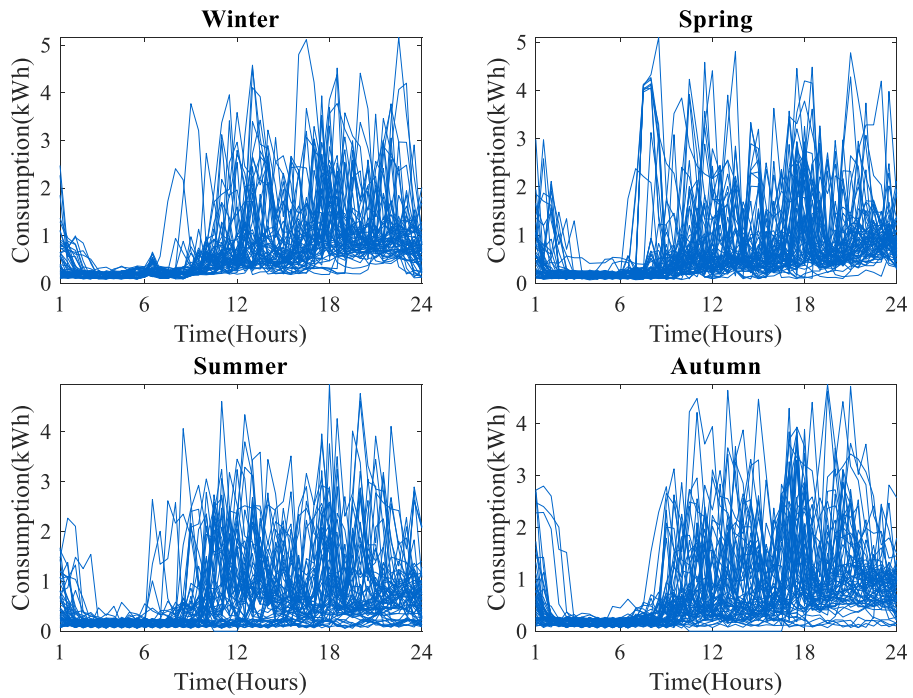 Winter
Consumption(kWh)
5
4
3
2
1
0
1 6 12 18 24
Time(Hours)
Spring
Consumption(kWh)
5
4
3
2
1
0
1 6 12 18 24
Time(Hours)
Summer
Consumption(kWh)
4
3
2
1
0
1 6 12 18 24
Time(Hours)
Autumn
Consumption(kWh)
4
3
2
1
0
1 6 12 18 24
Time(Hours)